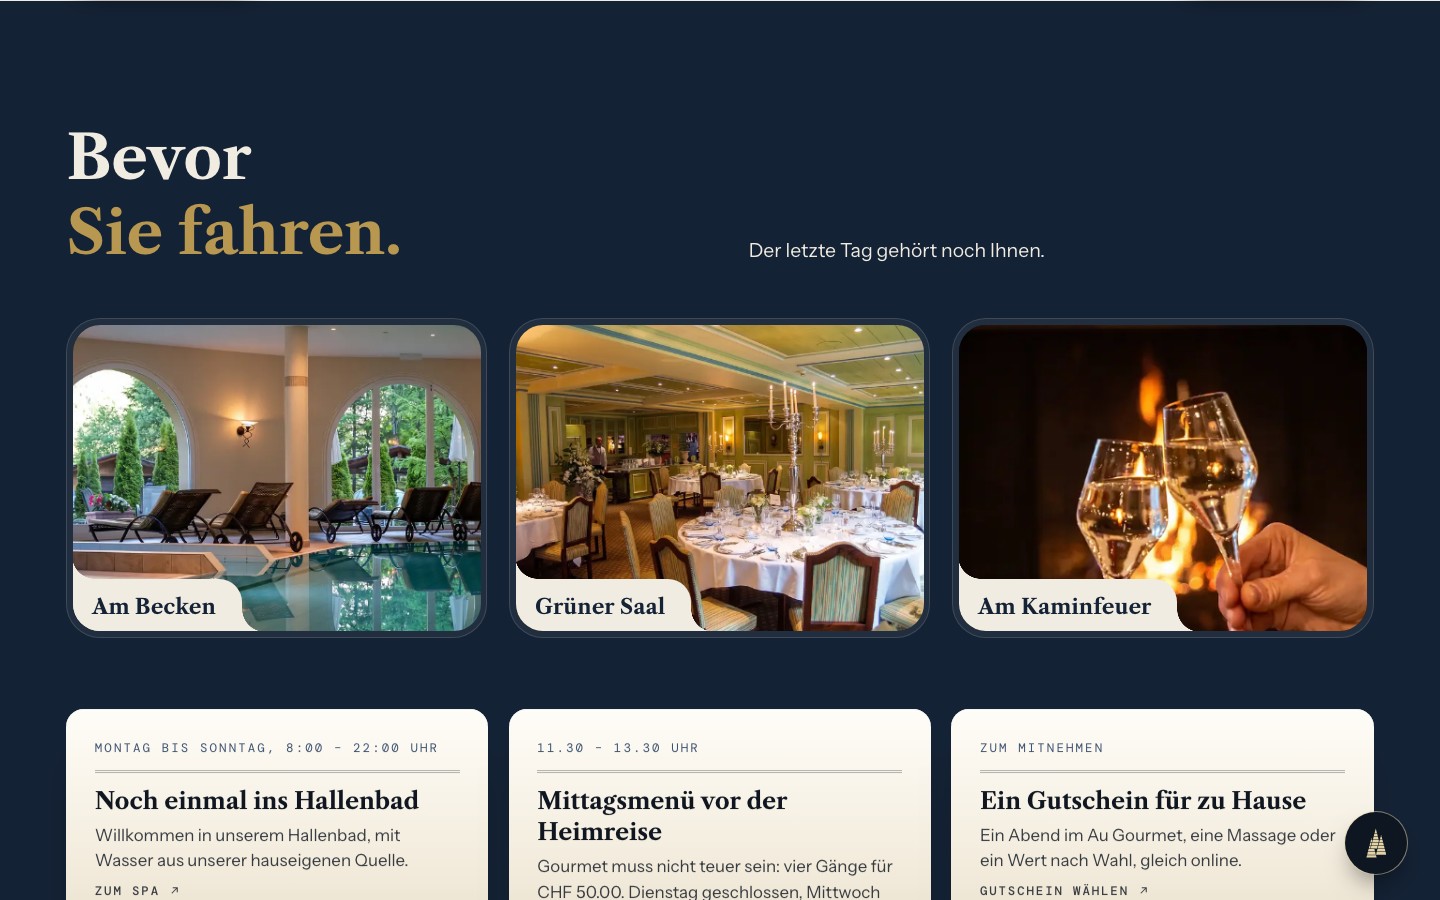 Bevor
Sie fahren.
Der letzte Tag gehört noch Ihnen.
Am Becken
Grüner Saal
Am Kaminfeuer
MONTAG BIS SONNTAG, 8:00 – 22:00 UHR
Noch einmal ins Hallenbad
Willkommen in unserem Hallenbad, mit
Wasser aus unserer hauseigenen Quelle.
ZUM SPA ↗
11.30 – 13.30 UHR
Mittagsmenü vor der
Heimreise
Gourmet muss nicht teuer sein: vier Gänge für
CHF 50.00. Dienstag geschlossen, Mittwoch
ZUM MITNEHMEN
Ein Gutschein für zu Hause
Ein Abend im Au Gourmet, eine Massage oder
ein Wert nach Wahl, gleich online.
GUTSCHEIN WÄHLEN ↗